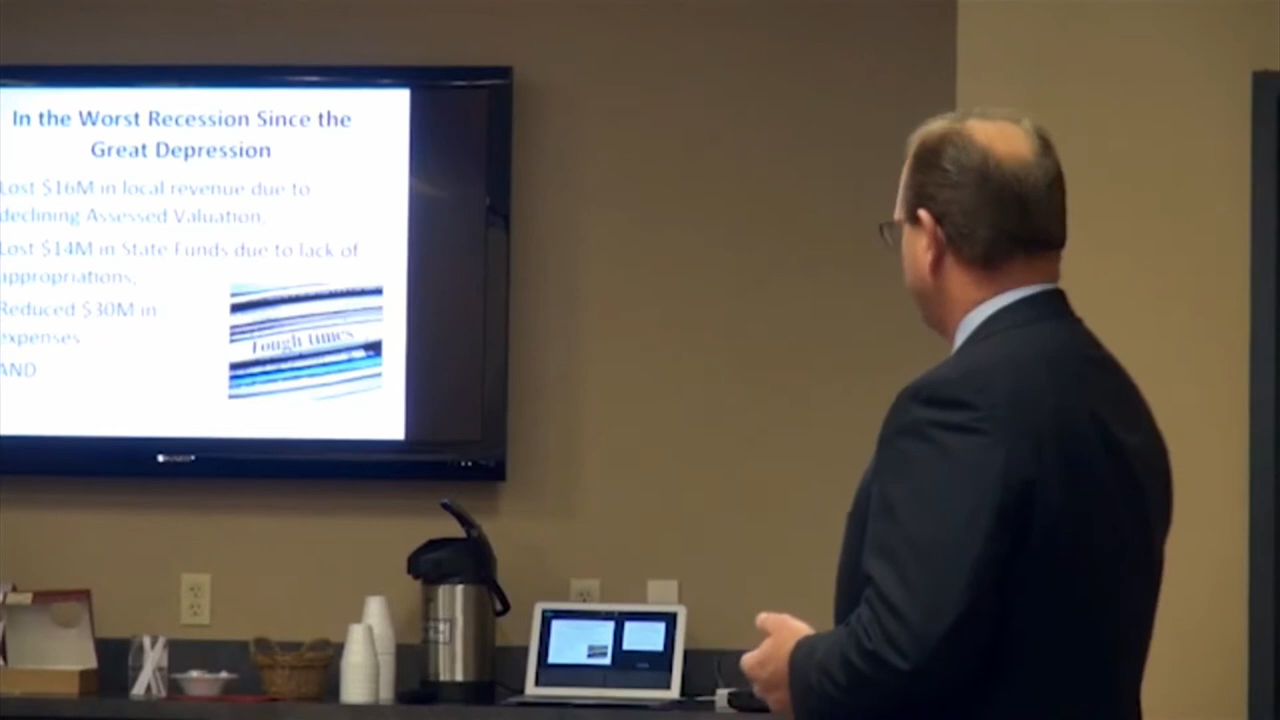 In the Worst Recession Since the
Great Depression
Lost $16M in local revenue due to
declining Assessed Valuation,
Lost $14M in State Funds due to lack of
appropriations,
Reduced $30M in
expenses
AND
Tough times